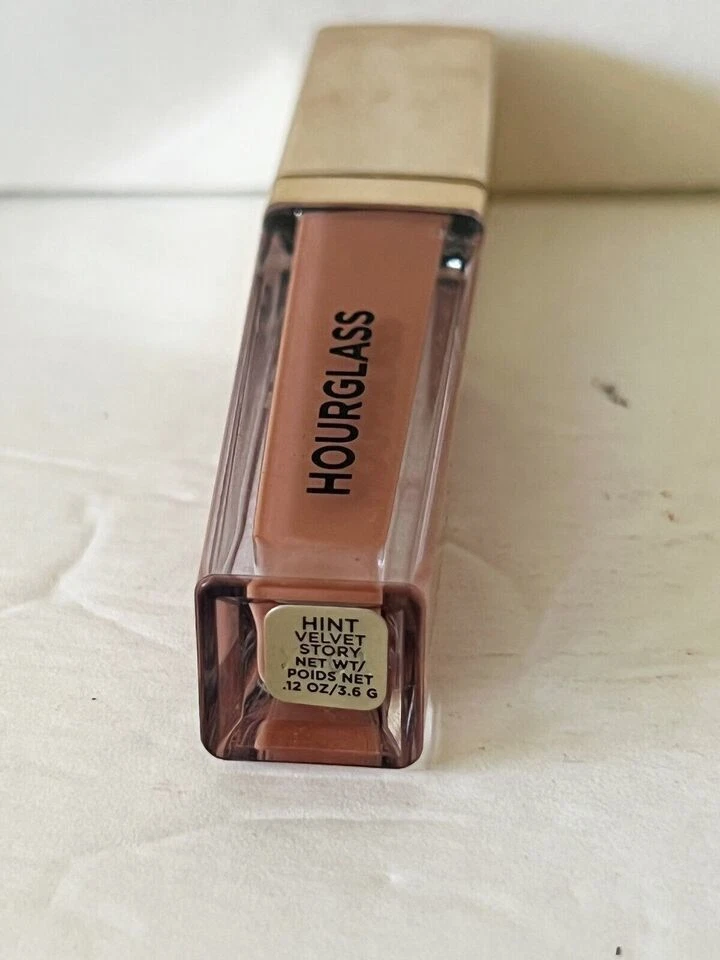 HOURGLASS
HINT
VELVET
STORY
NET WT/
POIDS NET
.12 OZ/3.6 G